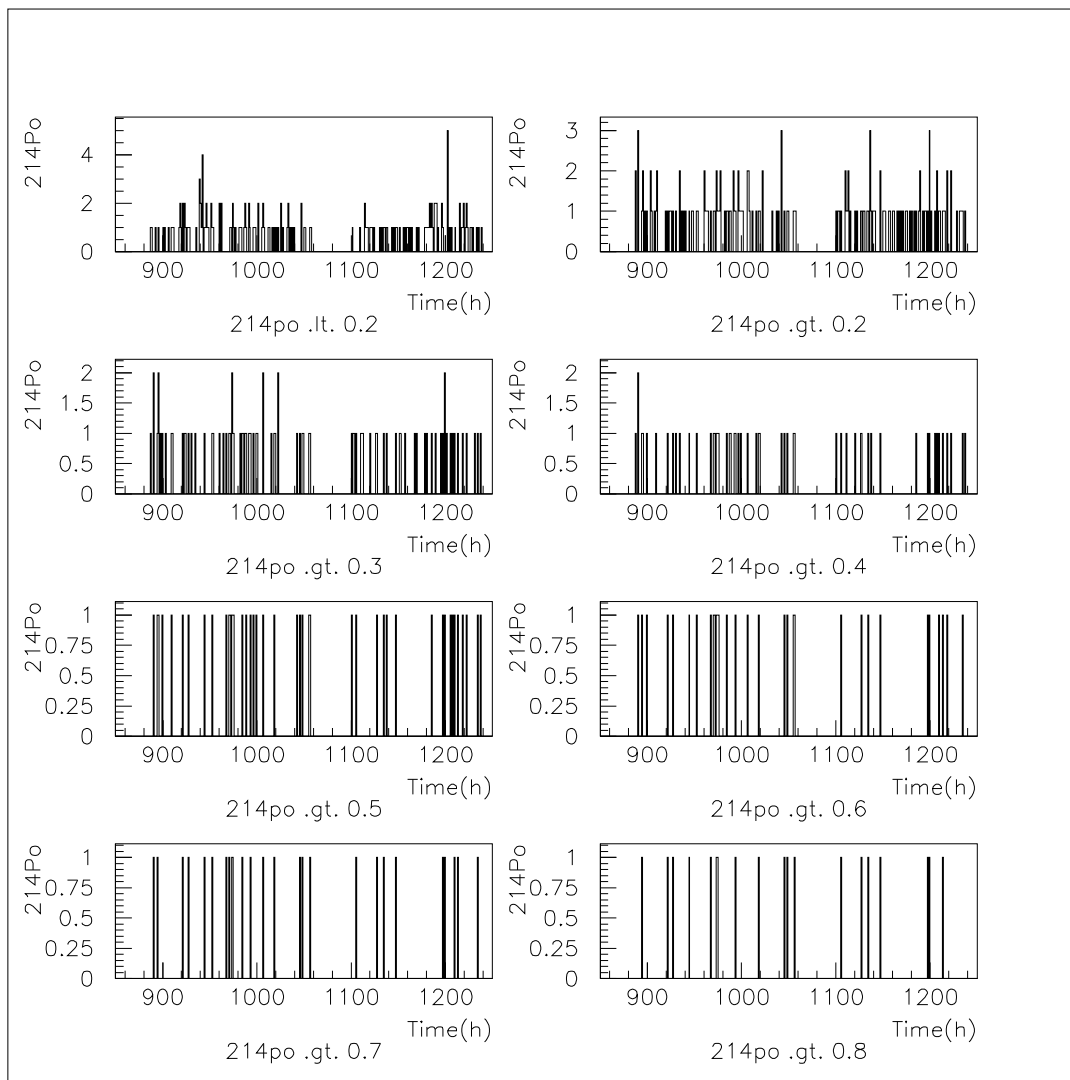 214Po
4
2
0
900 1000 1100 1200
Time(h)
214po .lt. 0.2
214Po
3
2
1
0
900 1000 1100 1200
Time(h)
214po .gt. 0.2
214Po
2
1.5
1
0.5
0
900 1000 1100 1200
Time(h)
214po .gt. 0.3
214Po
2
1.5
1
0.5
0
900 1000 1100 1200
Time(h)
214po .gt. 0.4
214Po
1
0.75
0.5
0.25
0
900 1000 1100 1200
Time(h)
214po .gt. 0.5
214Po
1
0.75
0.5
0.25
0
900 1000 1100 1200
Time(h)
214po .gt. 0.6
214Po
1
0.75
0.5
0.25
0
900 1000 1100 1200
Time(h)
214po .gt. 0.7
214Po
1
0.75
0.5
0.25
0
900 1000 1100 1200
Time(h)
214po .gt. 0.8